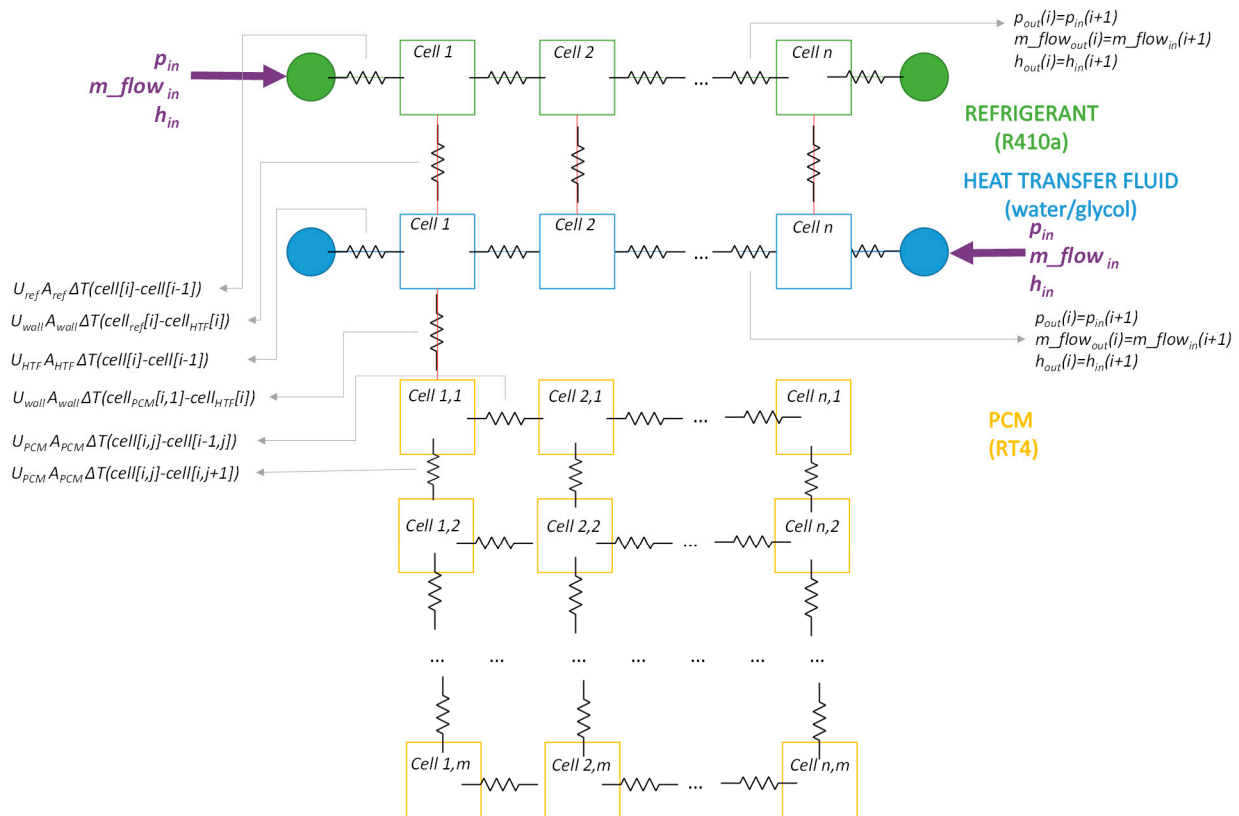 p_out(i)=p_in(i+1)
m_flow_out(i)=m_flow_in(i+1)
h_out(i)=h_in(i+1)
p_in
m_flow_in
h_in
Cell 1
Cell 2
...
Cell n
REFRIGERANT
(R410a)
HEAT TRANSFER FLUID
(water/glycol)
Cell 1
Cell 2
...
Cell n
p_in
m_flow_in
h_in
U_ref A_ref ΔT(cell[i]-cell[i-1])
U_wall A_wall ΔT(cell_ref[i]-cell_HTF[i])
U_HTF A_HTF ΔT(cell[i]-cell[i-1])
U_wall A_wall ΔT(cell_PCM[i,1]-cell_HTF[i])
U_PCM A_PCM ΔT(cell[i,j]-cell[i-1,j])
U_PCM A_PCM ΔT(cell[i,j]-cell[i,j+1])
p_out(i)=p_in(i+1)
m_flow_out(i)=m_flow_in(i+1)
h_out(i)=h_in(i+1)
Cell 1,1
Cell 2,1
...
Cell n,1
PCM
(RT4)
Cell 1,2
Cell 2,2
...
Cell n,2
... ... ... ... ... ... ...
Cell 1,m
Cell 2,m
...
Cell n,m